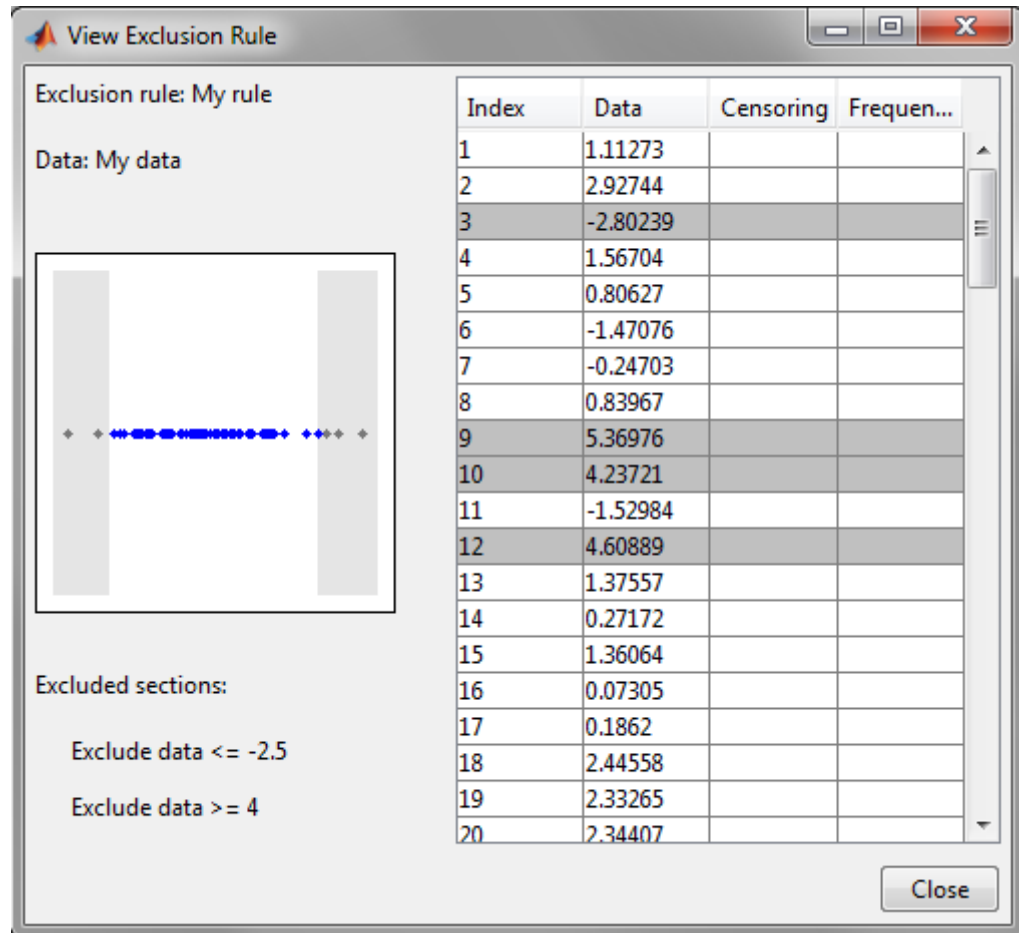 View Exclusion Rule
Exclusion rule: My rule
Data: My data
Excluded sections:
Exclude data <= -2.5
Exclude data >= 4
Index Data Censoring Frequen...
1 1.11273
2 2.92744
3 -2.80239
4 1.56704
5 0.80627
6 -1.47076
7 -0.24703
8 0.83967
9 5.36976
10 4.23721
11 -1.52984
12 4.60889
13 1.37557
14 0.27172
15 1.36064
16 0.07305
17 0.1862
18 2.44558
19 2.33265
20 2.34407
Close